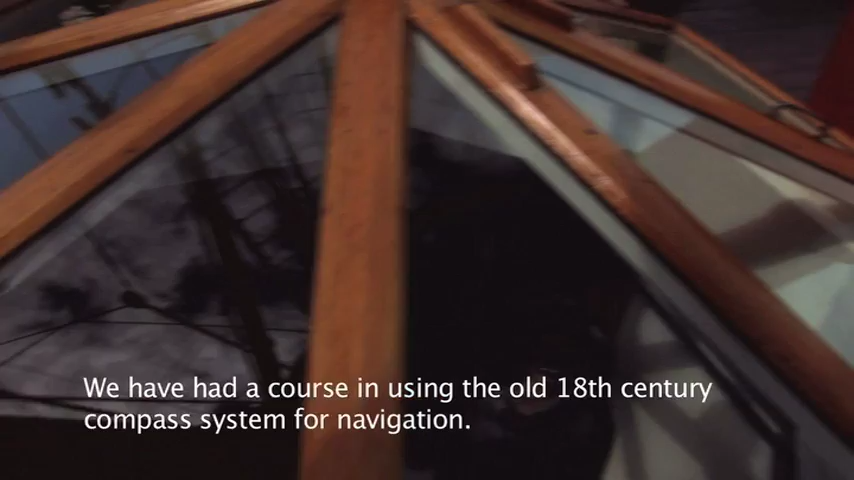 We have had a course in using the old 18th century
compass system for navigation.